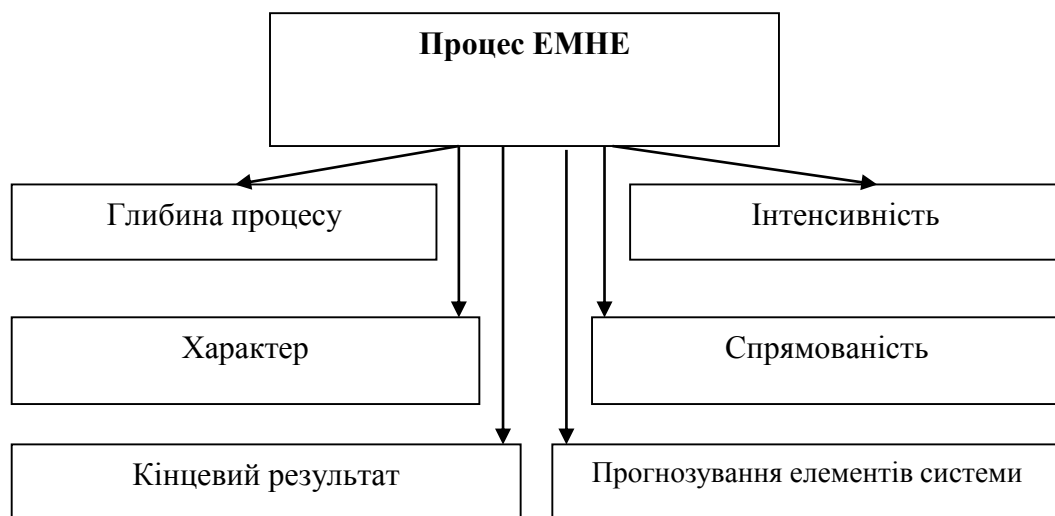 Процес ЕМНЕ
Глибина процесу
Інтенсивність
Характер
Спрямованість
Кінцевий результат
Прогнозування елементів системи